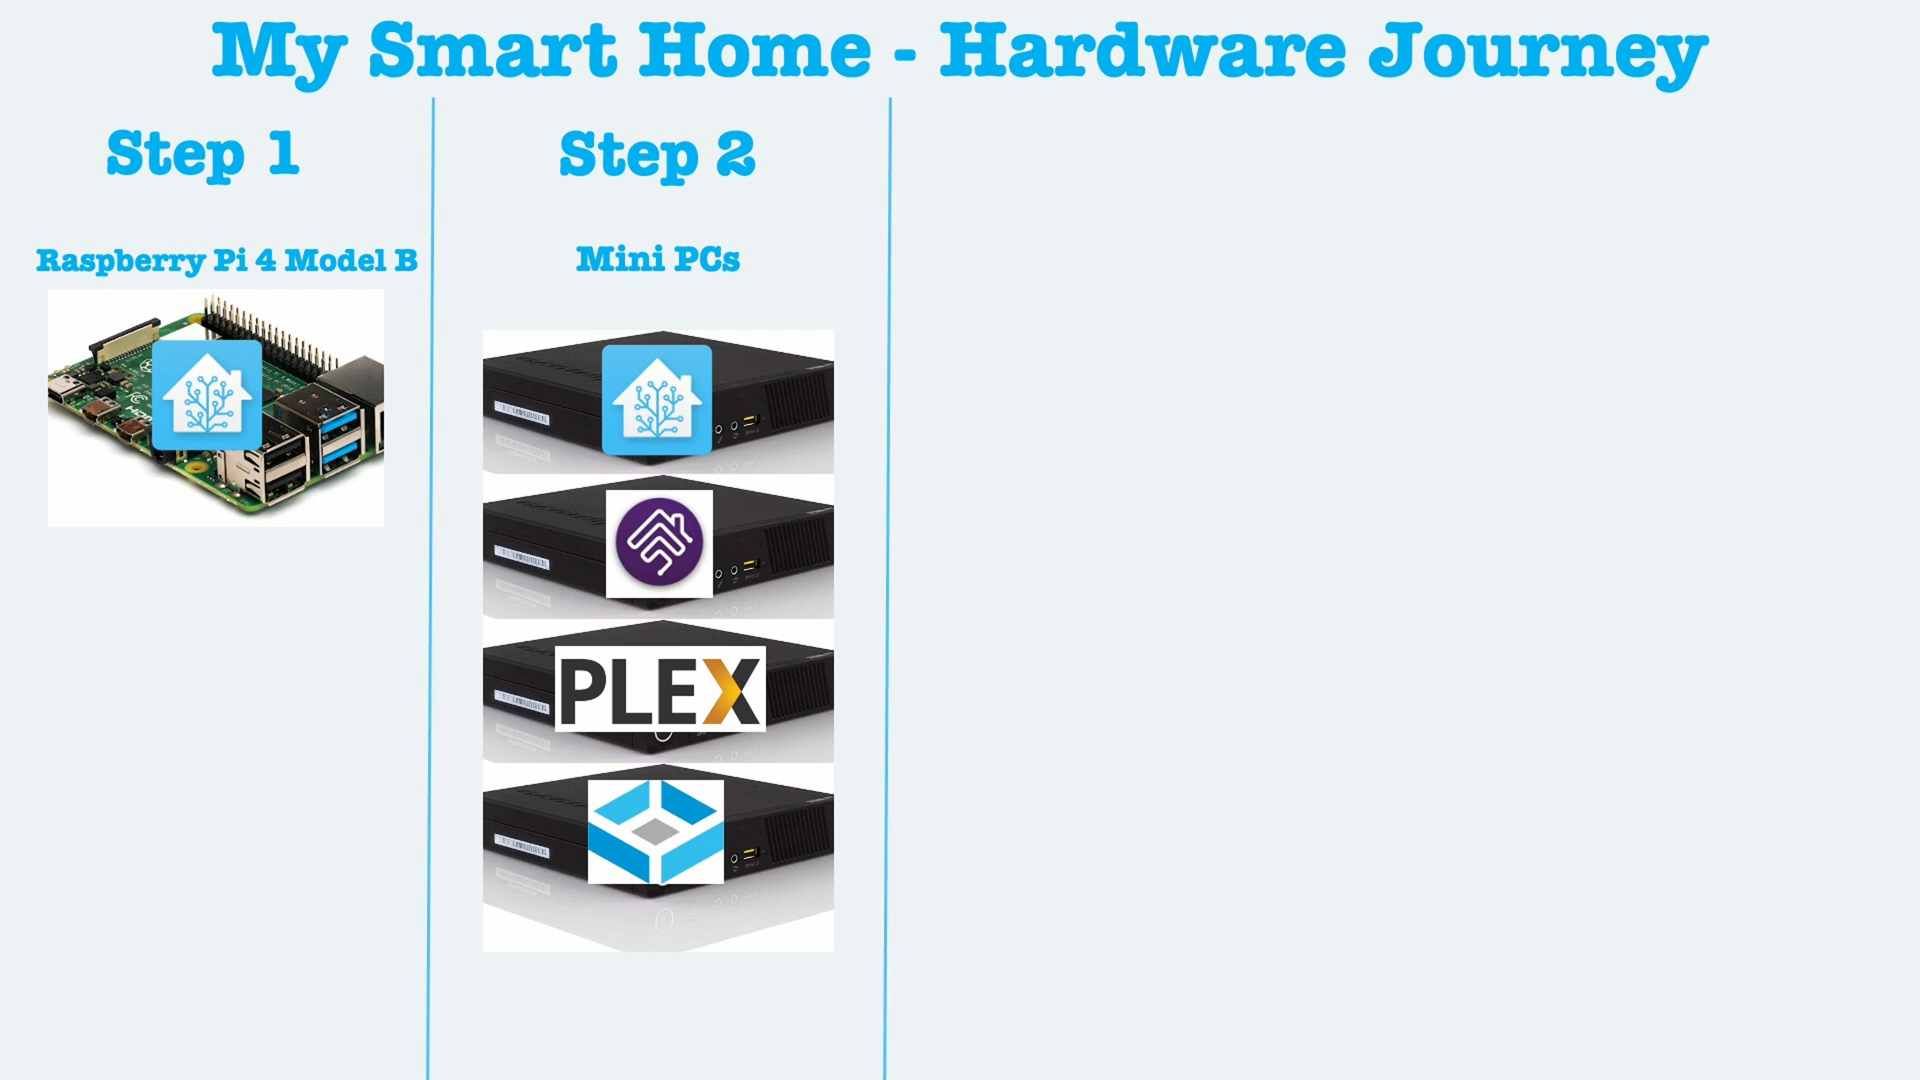 My Smart Home - Hardware Journey
Step 1
Raspberry Pi 4 Model B
Step 2
Mini PCs
PLEX